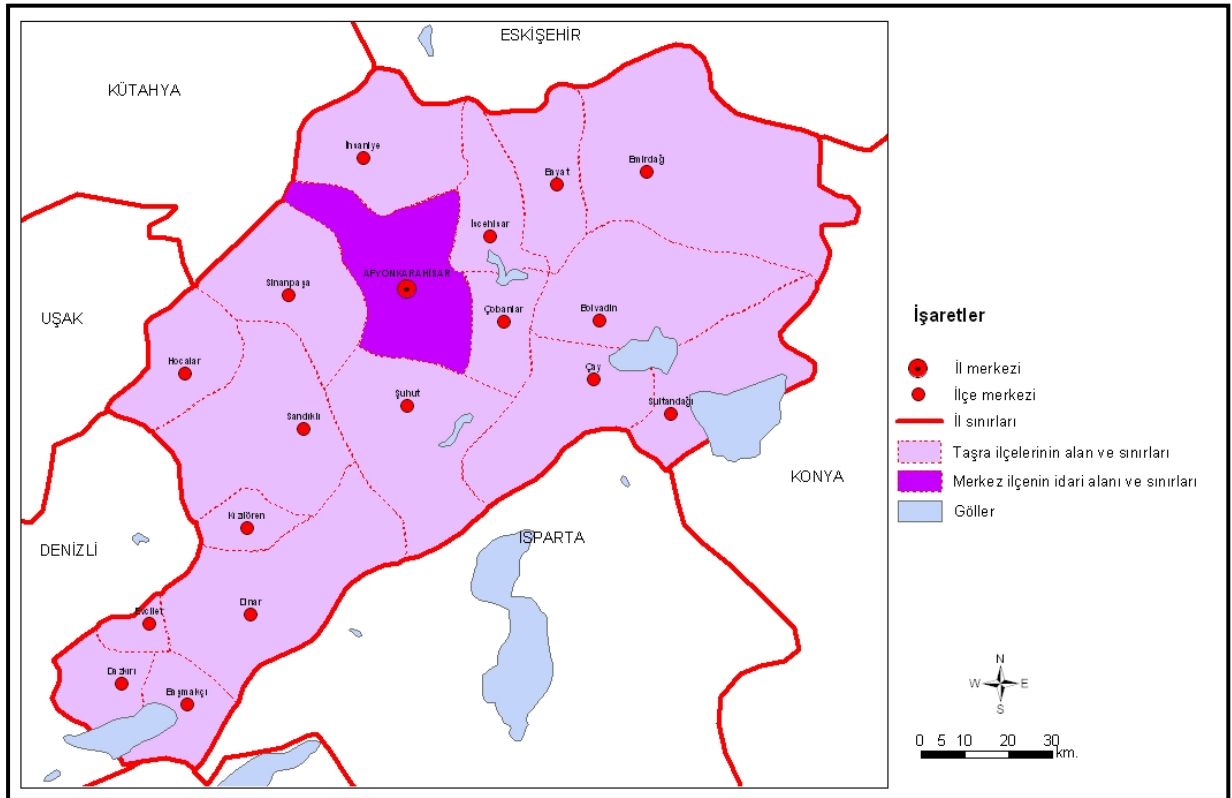 ESKİŞEHİR
KÜTAHYA
İhsaniye
Emirdağ
Bayat
İscehisar
AFYONKARAHİSAR
Sinanpaşa
Çobanlar
Bolvadin
UŞAK
Hocalar
Çay
Şuhut
Sultandağı
Sandıklı
KONYA
Kızılören
ISPARTA
DENİZLİ
Dinar
Evciler
Dazkırı
Başmakçı
İşaretler
İl merkezi
İlçe merkezi
İl sınırları
Taşra ilçelerinin alan ve sınırları
Merkez ilçenin idari alanı ve sınırları
Göller
N
W E
S
0 5 10 20 30
km.